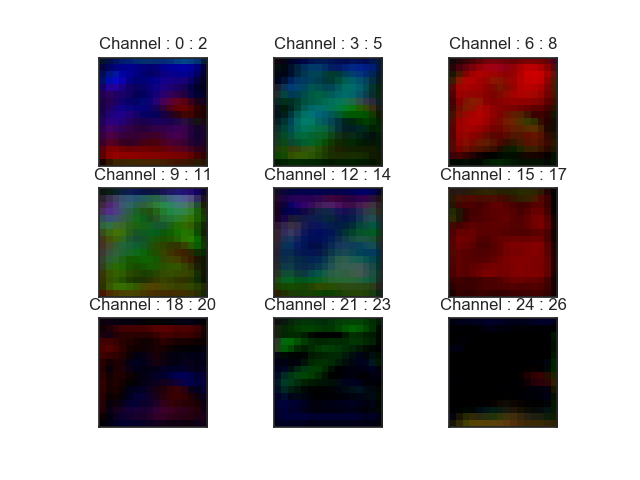 Channel : 0 : 2
Channel : 3 : 5
Channel : 6 : 8
Channel : 9 : 11
Channel : 12 : 14
Channel : 15 : 17
Channel : 18 : 20
Channel : 21 : 23
Channel : 24 : 26